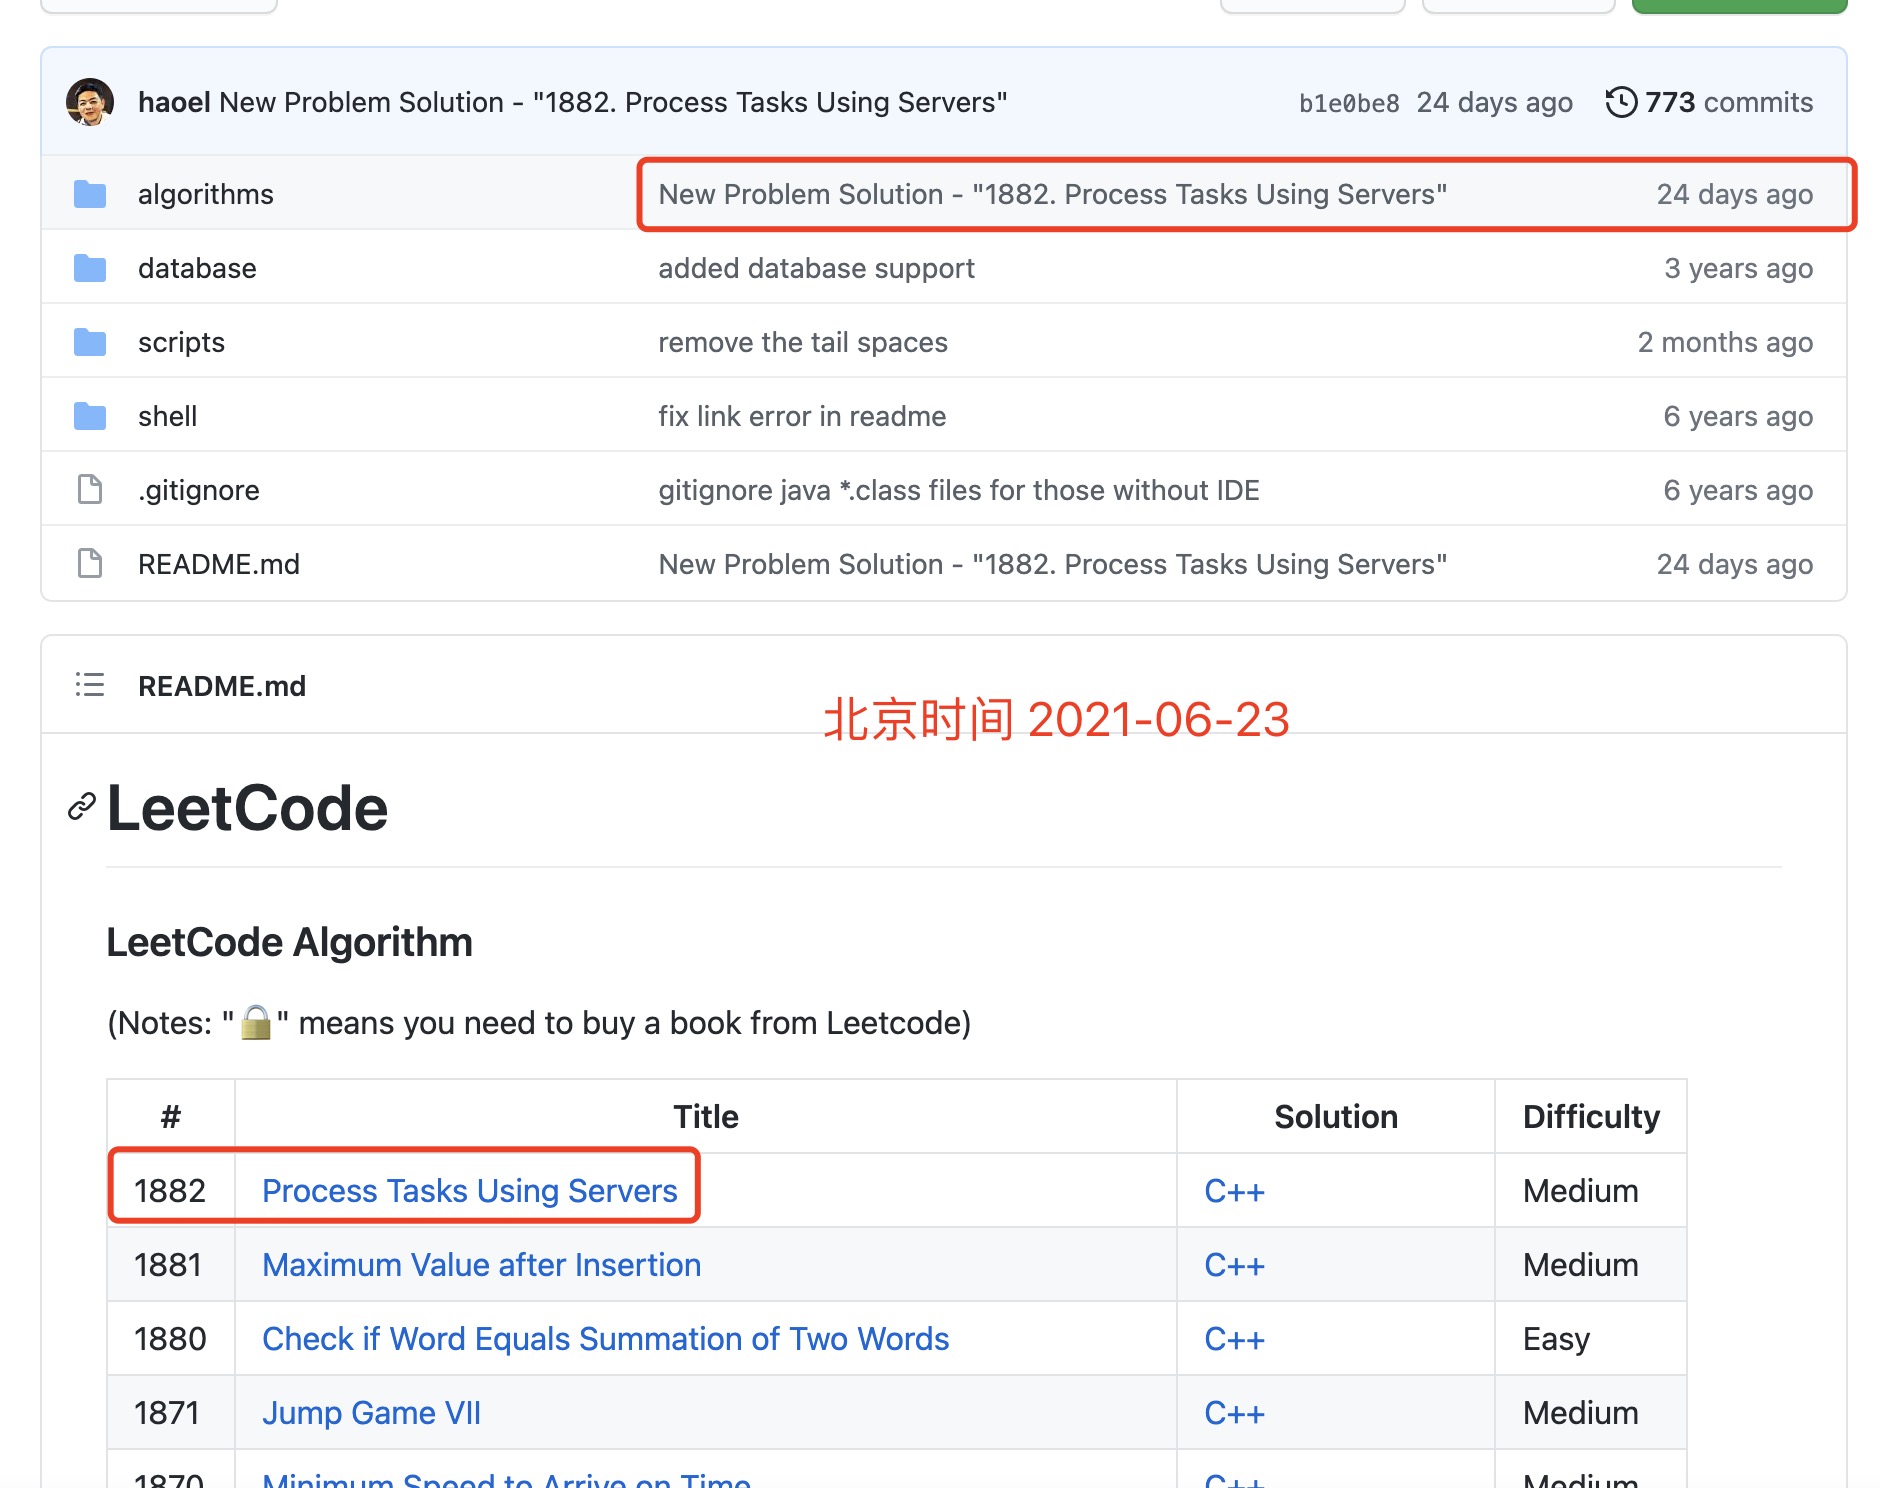 haoel New Problem Solution - "1882. Process Tasks Using Servers" b1e0be8 24 days ago 773 commits
algorithms New Problem Solution - "1882. Process Tasks Using Servers" 24 days ago
database added database support 3 years ago
scripts remove the tail spaces 2 months ago
shell fix link error in readme 6 years ago
.gitignore gitignore java *.class files for those without IDE 6 years ago
README.md New Problem Solution - "1882. Process Tasks Using Servers" 24 days ago
README.md
北京时间 2021-06-23
LeetCode
LeetCode Algorithm
(Notes: "🔒" means you need to buy a book from Leetcode)
# Title Solution Difficulty
1882 Process Tasks Using Servers C++ Medium
1881 Maximum Value after Insertion C++ Medium
1880 Check if Word Equals Summation of Two Words C++ Easy
1871 Jump Game VII C++ Medium
1870 Minimum Speed to Arrive on Time C++ Medium